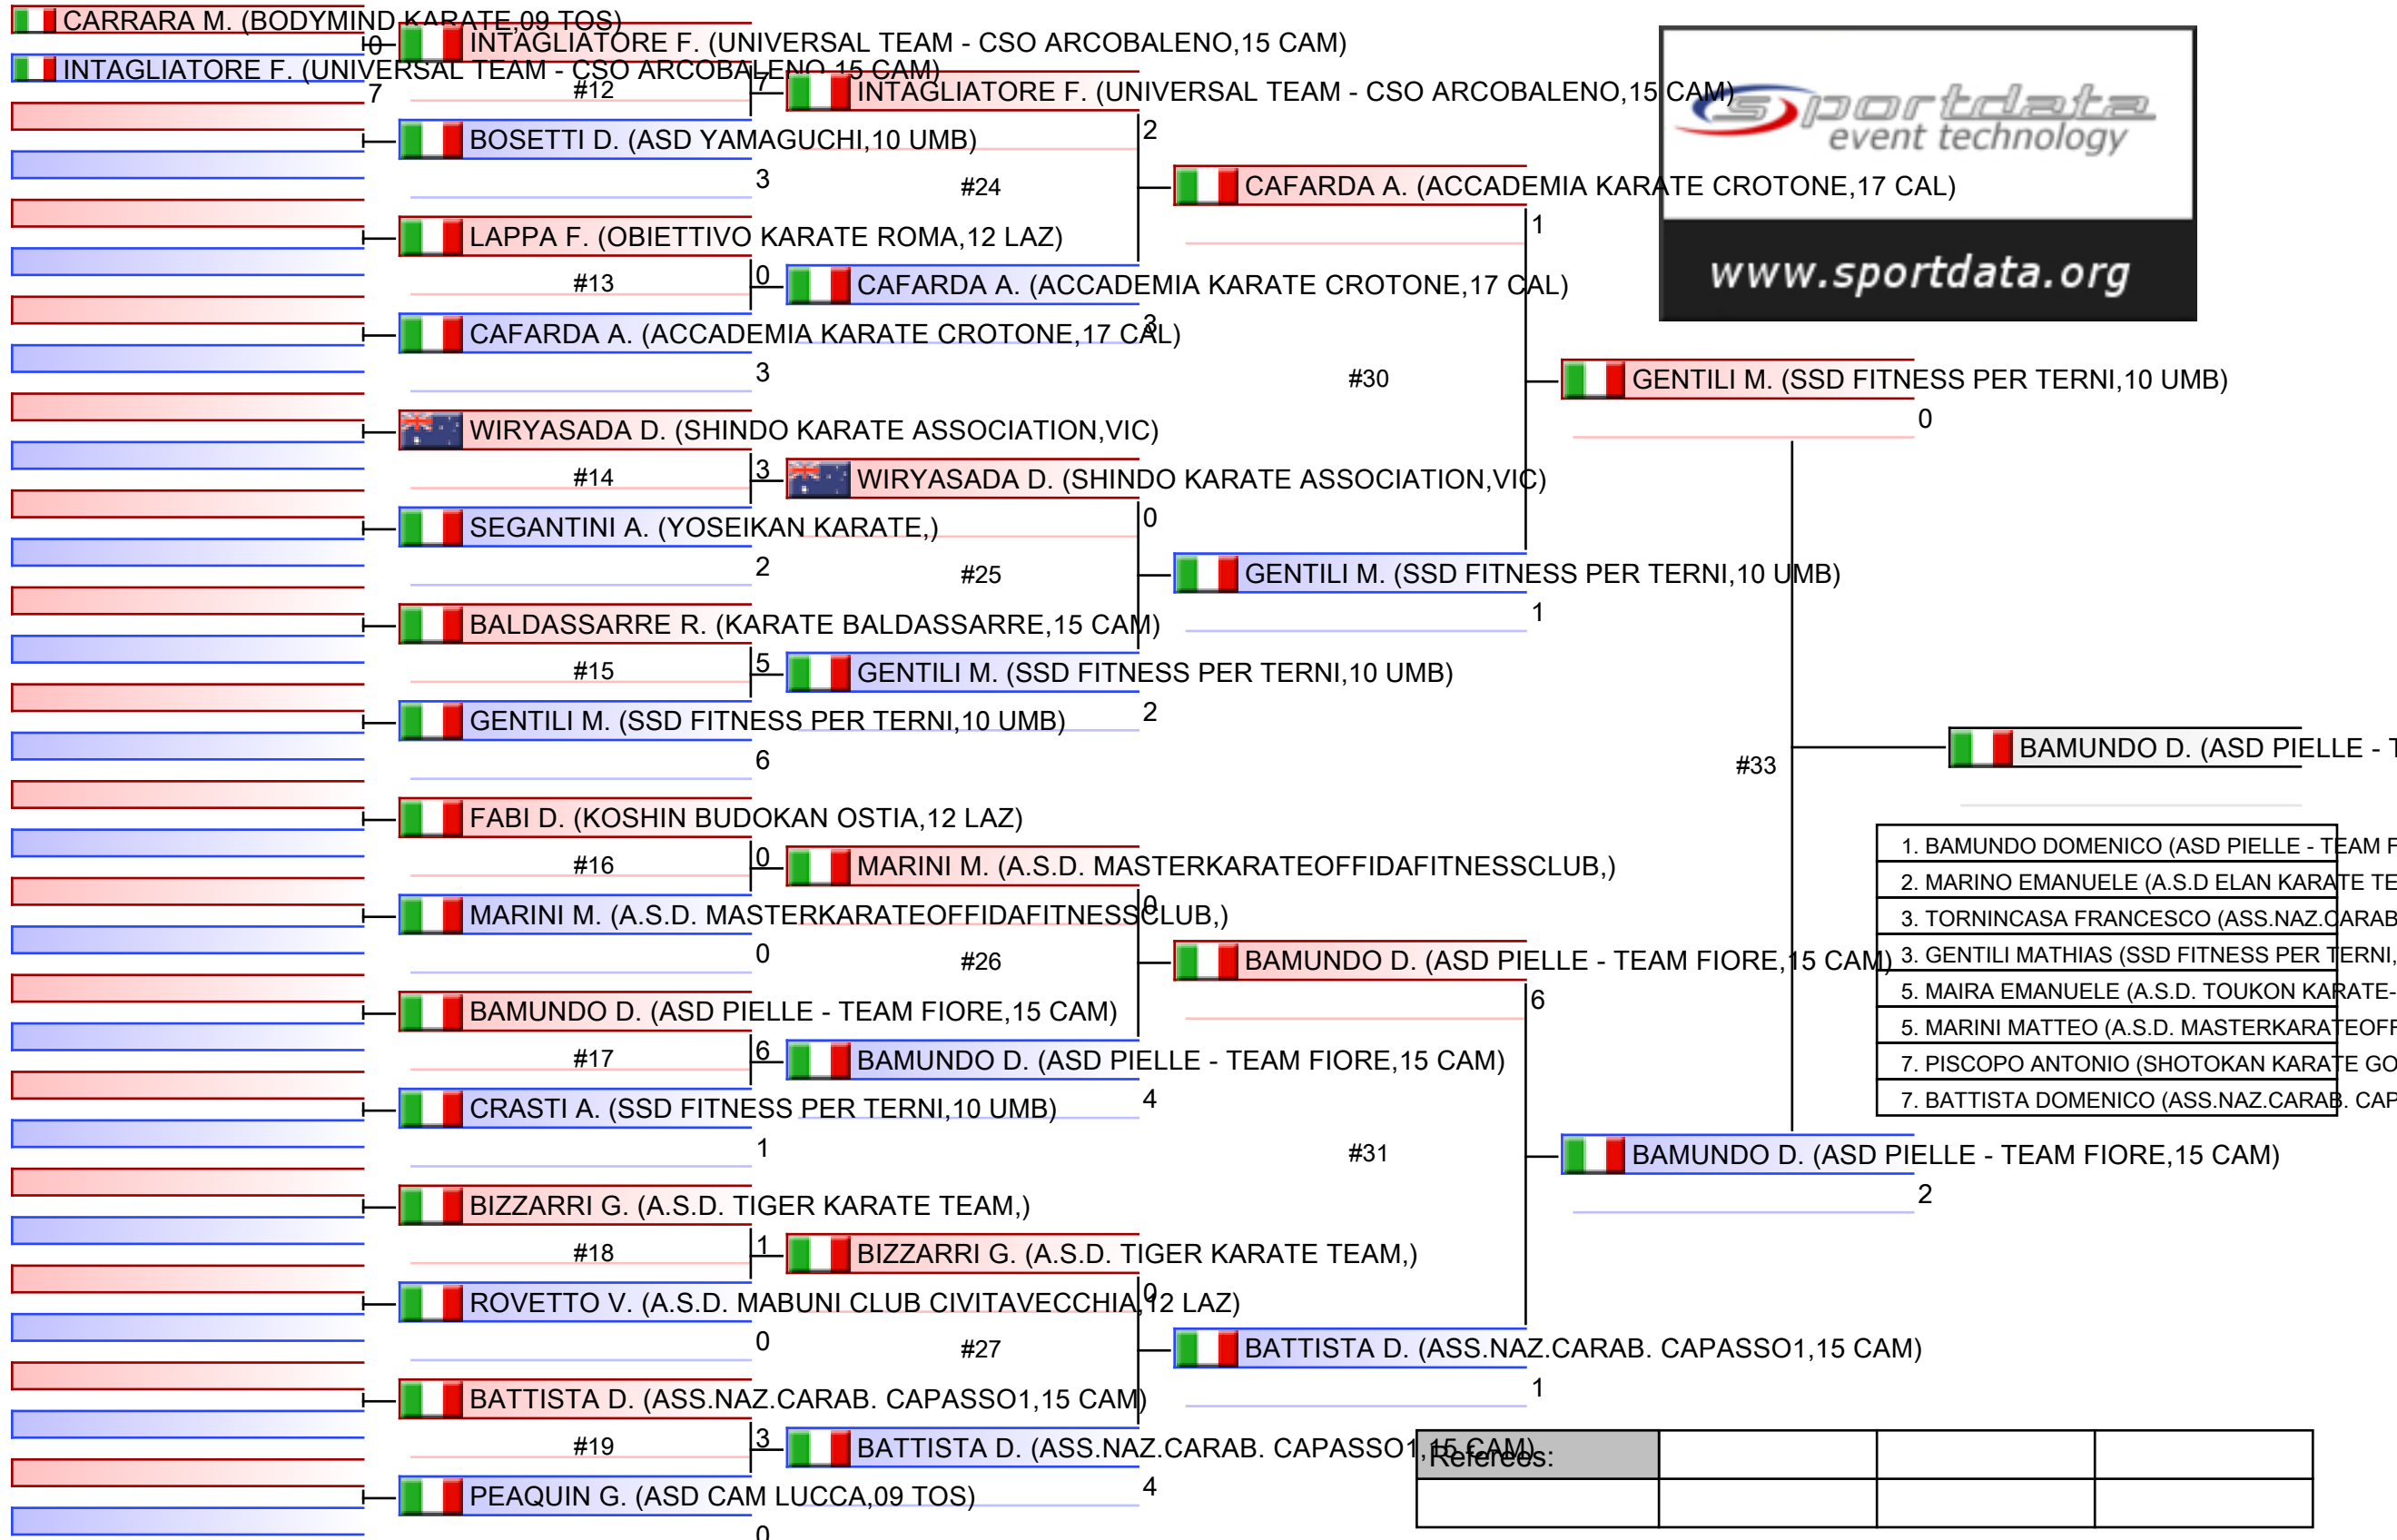 CARRARA M. (BODYMIND KARATE,09 TOS)
0
INTAGLIATORE F. (UNIVERSAL TEAM - CSO ARCOBALENO,15 CAM)
7
INTAGLIATORE F. (UNIVERSAL TEAM - CSO ARCOBALENO,15 CAM)
7
#12
BOSETTI D. (ASD YAMAGUCHI,10 UMB)
3
LAPPA F. (OBIETTIVO KARATE ROMA,12 LAZ)
0
#13
CAFARDA A. (ACCADEMIA KARATE CROTONE,17 CAL)
3
WIRYASADA D. (SHINDO KARATE ASSOCIATION,VIC)
3
#14
SEGANTINI A. (YOSEIKAN KARATE,)
2
BALDASSARRE R. (KARATE BALDASSARRE,15 CAM)
5
#15
GENTILI M. (SSD FITNESS PER TERNI,10 UMB)
6
FABI D. (KOSHIN BUDOKAN OSTIA,12 LAZ)
0
#16
MARINI M. (A.S.D. MASTERKARATEOFFIDAFITNESSCLUB,)
0
BAMUNDO D. (ASD PIELLE - TEAM FIORE,15 CAM)
6
#17
CRASTI A. (SSD FITNESS PER TERNI,10 UMB)
1
BIZZARRI G. (A.S.D. TIGER KARATE TEAM,)
1
#18
ROVETTO V. (A.S.D. MABUNI CLUB CIVITAVECCHIA,12 LAZ)
0
BATTISTA D. (ASS.NAZ.CARAB. CAPASSO1,15 CAM)
3
#19
PEAQUIN G. (ASD CAM LUCCA,09 TOS)
0
INTAGLIATORE F. (UNIVERSAL TEAM - CSO ARCOBALENO,15 CAM)
2
#24
CAFARDA A. (ACCADEMIA KARATE CROTONE,17 CAL)
3
WIRYASADA D. (SHINDO KARATE ASSOCIATION,VIC)
0
#25
GENTILI M. (SSD FITNESS PER TERNI,10 UMB)
2
MARINI M. (A.S.D. MASTERKARATEOFFIDAFITNESSCLUB,)
0
#26
BAMUNDO D. (ASD PIELLE - TEAM FIORE,15 CAM)
4
BIZZARRI G. (A.S.D. TIGER KARATE TEAM,)
0
#27
BATTISTA D. (ASS.NAZ.CARAB. CAPASSO1,15 CAM)
4
CAFARDA A. (ACCADEMIA KARATE CROTONE,17 CAL)
1
#30
GENTILI M. (SSD FITNESS PER TERNI,10 UMB)
1
BAMUNDO D. (ASD PIELLE - TEAM FIORE,15 CAM)
6
#31
BATTISTA D. (ASS.NAZ.CARAB. CAPASSO1,15 CAM)
1
GENTILI M. (SSD FITNESS PER TERNI,10 UMB)
0
#33
BAMUNDO D. (ASD PIELLE - TEAM FIORE,15 CAM)
2
BAMUNDO D. (ASD PIELLE - T
sportdata
event technology
www.sportdata.org
1. BAMUNDO DOMENICO (ASD PIELLE - TEAM F
2. MARINO EMANUELE (A.S.D ELAN KARATE TE
3. TORNINCASA FRANCESCO (ASS.NAZ.CARAB
3. GENTILI MATHIAS (SSD FITNESS PER TERNI,
5. MAIRA EMANUELE (A.S.D. TOUKON KARATE-
5. MARINI MATTEO (A.S.D. MASTERKARATEOFF
7. PISCOPO ANTONIO (SHOTOKAN KARATE GO
7. BATTISTA DOMENICO (ASS.NAZ.CARAB. CAP
Referees: